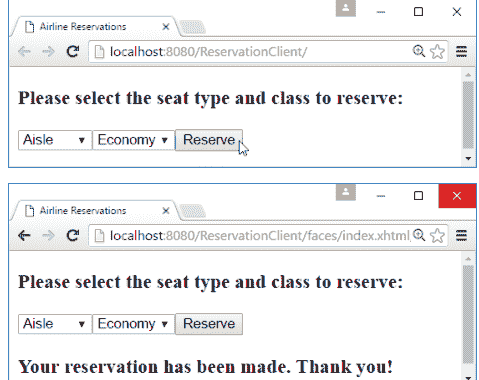 Airline Reservations
localhost:8080/ReservationClient/
Please select the seat type and class to reserve:
Aisle Economy Reserve
Airline Reservations
localhost:8080/ReservationClient/faces/index.xhtml
Please select the seat type and class to reserve:
Aisle Economy Reserve
Your reservation has been made. Thank you!